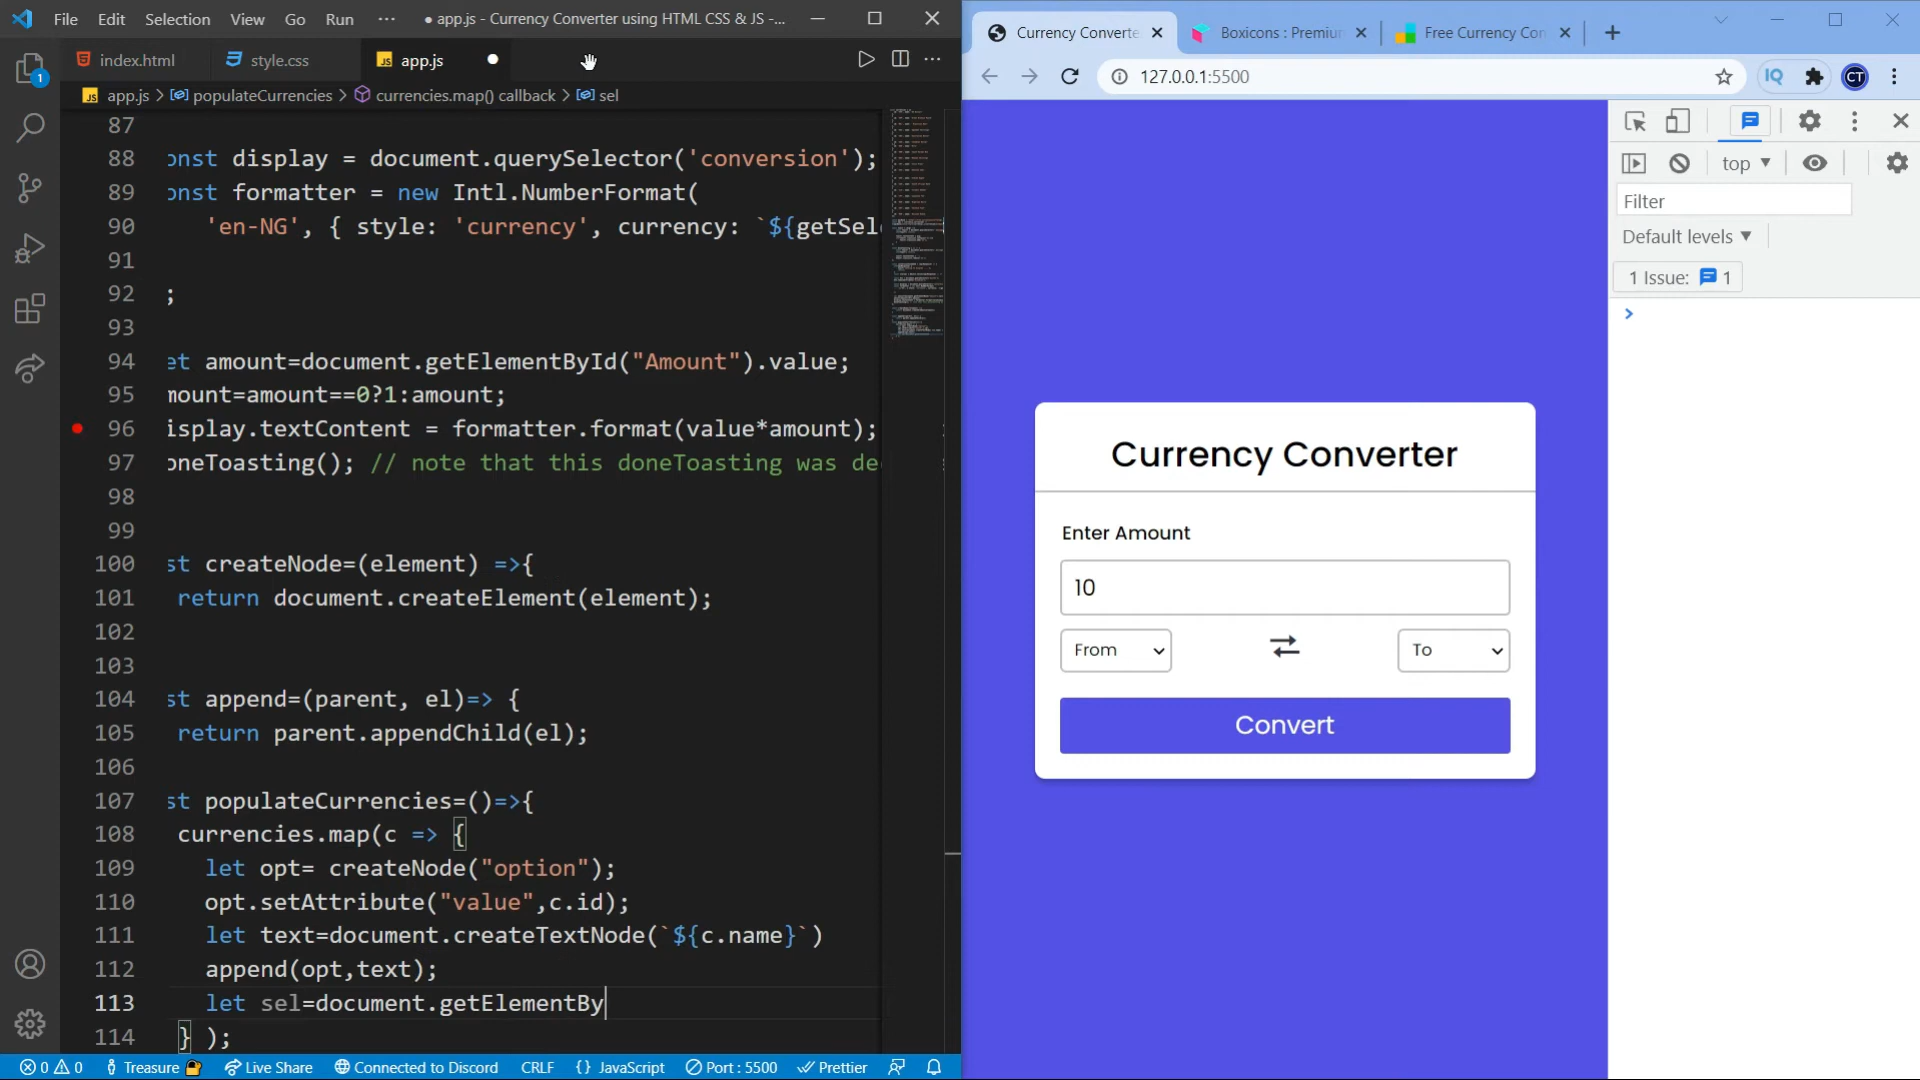 File Edit Selection View Go Run ··· ● app.js - Currency Converter using HTML CSS & JS -...
index.html style.css JS app.js
JS app.js > populateCurrencies > currencies.map() callback > sel
87
88 onst display = document.querySelector('conversion');
89 onst formatter = new Intl.NumberFormat(
90 'en-NG', { style: 'currency', currency: `${getSel
91
92 ;
93
94 et amount=document.getElementById("Amount").value;
95 mount=amount==0?1:amount;
96 isplay.textContent = formatter.format(value*amount);
97 oneToasting(); // note that this doneToasting was de
98
99
100 st createNode=(element) =>{
101 return document.createElement(element);
102
103
104 st append=(parent, el)=> {
105 return parent.appendChild(el);
106
107 st populateCurrencies=()=>{
108 currencies.map(c => {
109 let opt= createNode("option");
110 opt.setAttribute("value",c.id);
111 let text=document.createTextNode(`${c.name}`)
112 append(opt,text);
113 let sel=document.getElementBy
114 } );
1
0 0 Treasure Live Share Connected to Discord CRLF {} JavaScript Port : 5500 Prettier
Currency Converte Boxicons : Premiun Free Currency Con
127.0.0.1:5500 IQ CT
Currency Converter
Enter Amount
10
From To
Convert
top
Filter
Default levels
1 Issue: 1